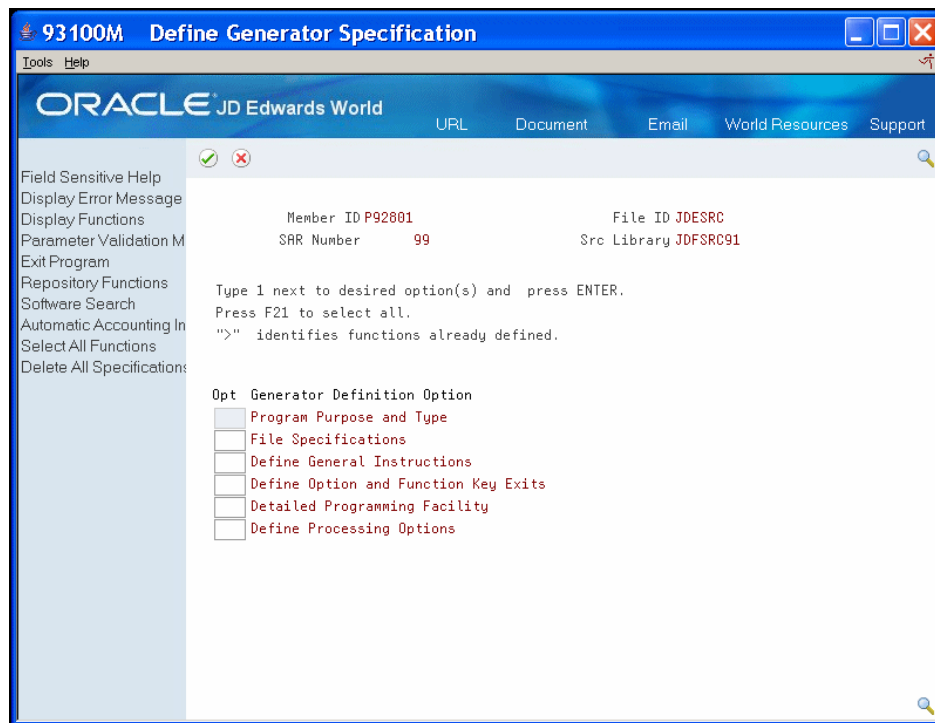 93100M Define Generator Specification
Tools Help
ORACLE JD Edwards World
URL Document Email World Resources Support
Field Sensitive Help
Display Error Message
Display Functions
Parameter Validation M
Exit Program
Repository Functions
Software Search
Automatic Accounting In
Select All Functions
Delete All Specifications
Member ID P92801 File ID JDESRC
SAR Number 99 Src Library JDFSRC91
Type 1 next to desired option(s) and press ENTER.
Press F21 to select all.
">" identifies functions already defined.
Opt Generator Definition Option
Program Purpose and Type
File Specifications
Define General Instructions
Define Option and Function Key Exits
Detailed Programming Facility
Define Processing Options